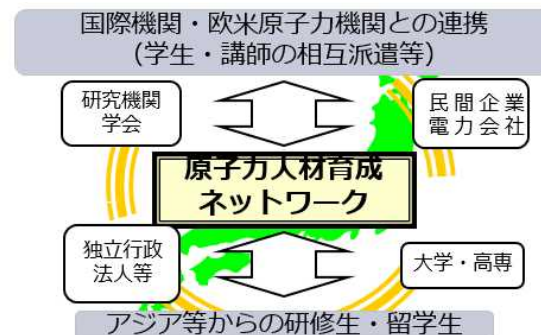 国際機関・欧米原子力機関との連携
(学生・講師の相互派遣等)
研究機関
学会
民間企業
電力会社
原子力人材育成
ネットワーク
独立行政
法人等
大学・高専
アジア等からの研修生・留学生